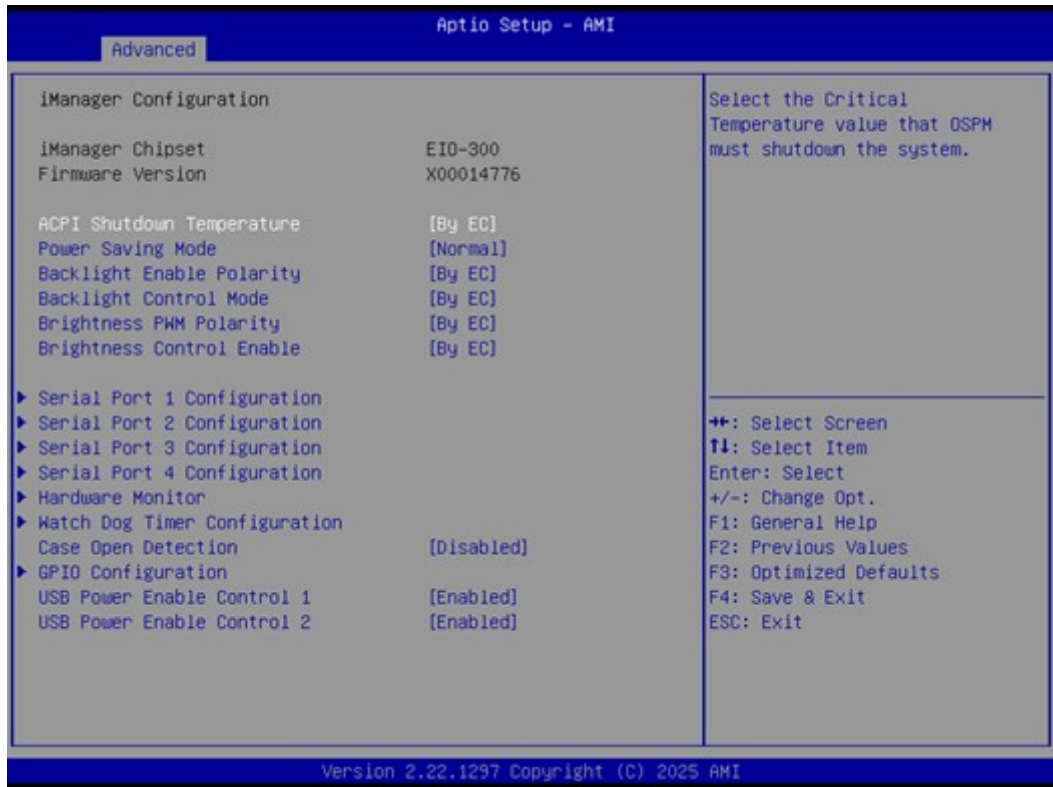 Aptio Setup - AMI
Advanced
iManager Configuration
iManager Chipset EIO-300
Firmware Version X00014776
ACPI Shutdown Temperature [By EC]
Power Saving Mode [Normal]
Backlight Enable Polarity [By EC]
Backlight Control Mode [By EC]
Brightness PWM Polarity [By EC]
Brightness Control Enable [By EC]
Serial Port 1 Configuration
Serial Port 2 Configuration
Serial Port 3 Configuration
Serial Port 4 Configuration
Hardware Monitor
Watch Dog Timer Configuration
Case Open Detection [Disabled]
GPIO Configuration
USB Power Enable Control 1 [Enabled]
USB Power Enable Control 2 [Enabled]
Select the Critical
Temperature value that OSPM
must shutdown the system.
→←: Select Screen
↑↓: Select Item
Enter: Select
+/-: Change Opt.
F1: General Help
F2: Previous Values
F3: Optimized Defaults
F4: Save & Exit
ESC: Exit
Version 2.22.1297 Copyright (C) 2025 AMI